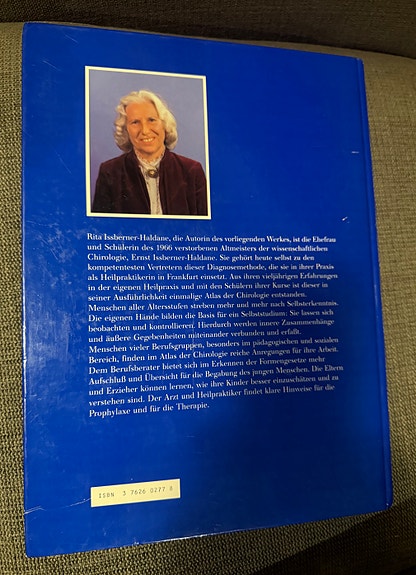 Rita Issberner-Haldane, die Autorin des vorliegenden Werkes, ist die Ehefrau
und Schülerin des 1966 verstorbenen Altmeisters der wissenschaftlichen
Chirologie, Ernst Issberner-Haldane. Sie gehört heute selbst zu den
kompetentesten Vertretern dieser Diagnosemethode, die sie in ihrer Praxis
als Heilpraktikerin in Frankfurt einsetzt. Aus ihren vieljährigen Erfahrungen
in der eigenen Heilpraxis und mit den Schülern ihrer Kurse ist dieser in
seiner Ausführlichkeit einmalige Atlas der Chirologie entstanden.
Menschen aller Altersstufen streben mehr und mehr nach Selbsterkenntnis.
Die eigenen Hände bilden die Basis für ein Selbststudium: Sie lassen sich
beobachten und kontrollieren. Hierdurch werden innere Zusammenhänge
und äußere Gegebenheiten miteinander verbunden und erfaßt.
Menschen vieler Berufsgruppen, besonders im pädagogischen und sozialen
Bereich, finden im Atlas der Chirologie reiche Anregungen für ihre Arbeit.
Dem Berufsberater bietet sich im Erkennen der Formengesetze mehr
Aufschluß und Übersicht für die Begabung des jungen Menschen. Die Eltern
und Erzieher können lernen, wie ihre Kinder besser einzuschätzen und zu
verstehen sind. Der Arzt und Heilpraktiker findet klare Hinweise für die
Prophylaxe und für die Therapie.
ISBN 3 7626 0277 8